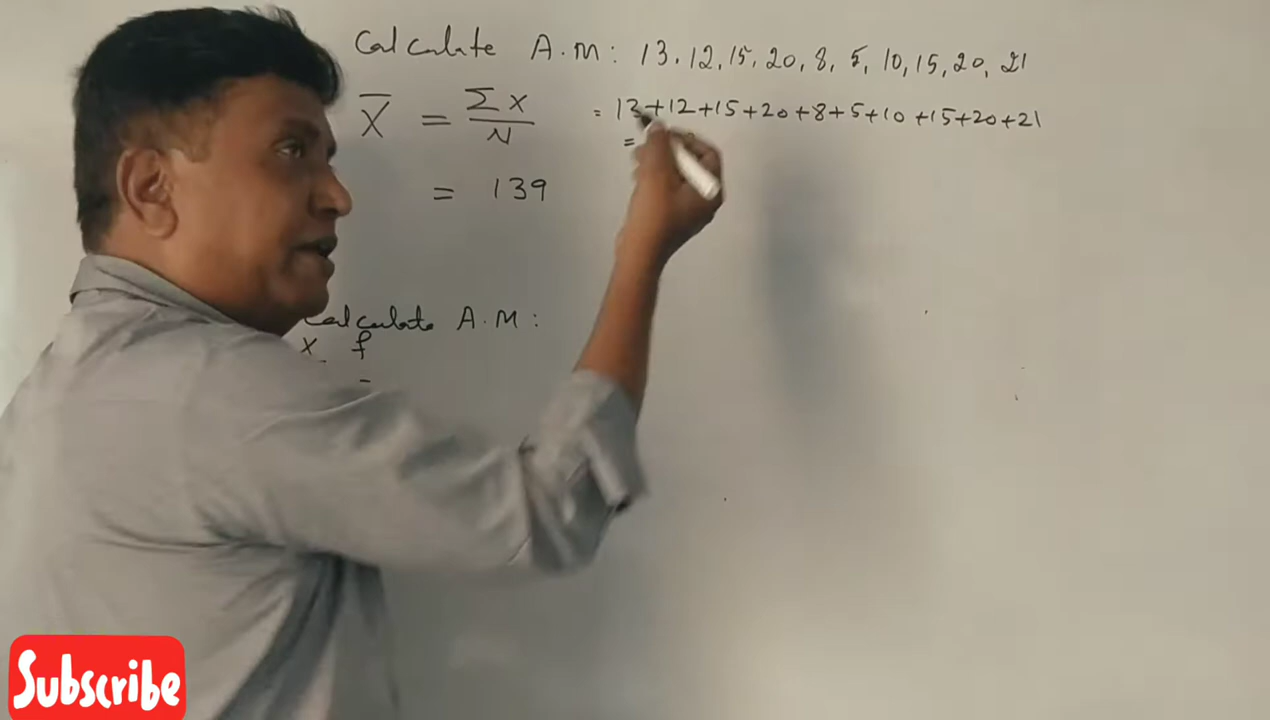 Calculate A.M: 13, 12, 15, 20, 8, 5, 10, 15, 20, 21
X̄ = ΣX/N = 13+12+15+20+8+5+10+15+20+21
=
= 139
Calculate A.M:
X f
Subscribe